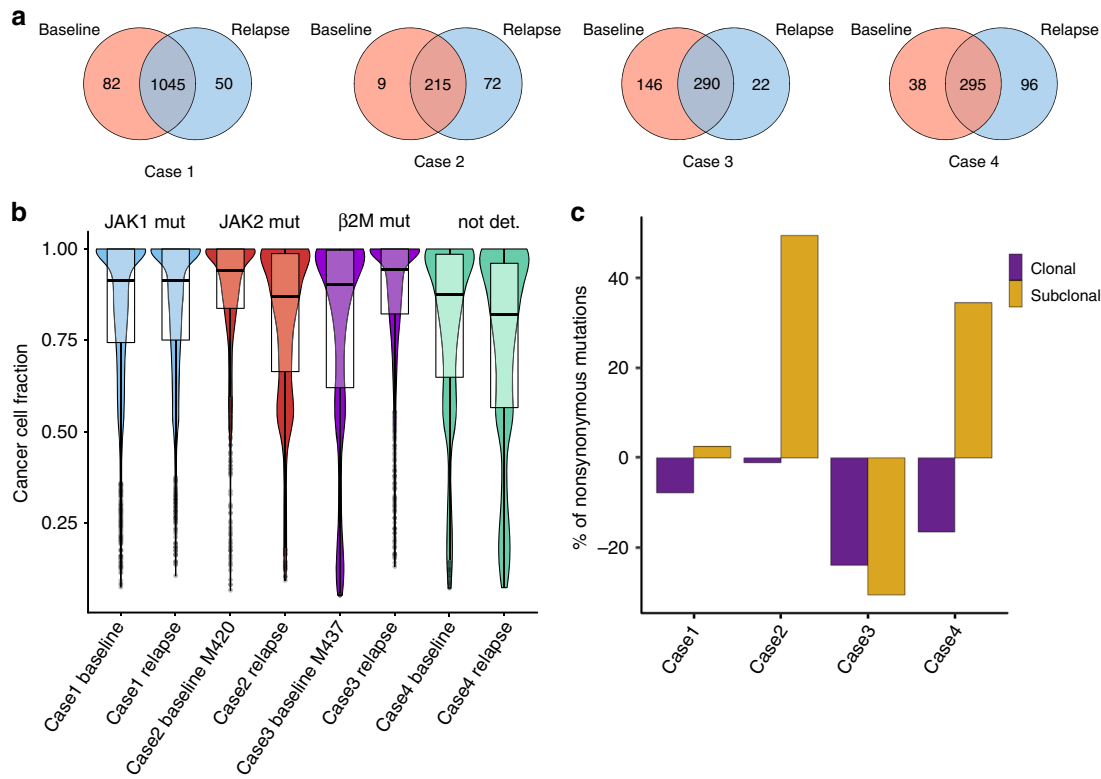 a
Baseline Relapse Baseline Relapse Baseline Relapse Baseline Relapse
82 1045 50 9 215 72 146 290 22 38 295 96
Case 1 Case 2 Case 3 Case 4
b
JAK1 mut JAK2 mut β2M mut not det.
Cancer cell fraction
1.00
0.75
0.50
0.25
Case1 baseline
Case1 relapse
Case2 baseline M420
Case2 relapse
Case3 baseline M437
Case3 relapse
Case4 baseline
Case4 relapse
c
% of nonsynonymous mutations
40
20
0
−20
Clonal
Subclonal
Case1
Case2
Case3
Case4